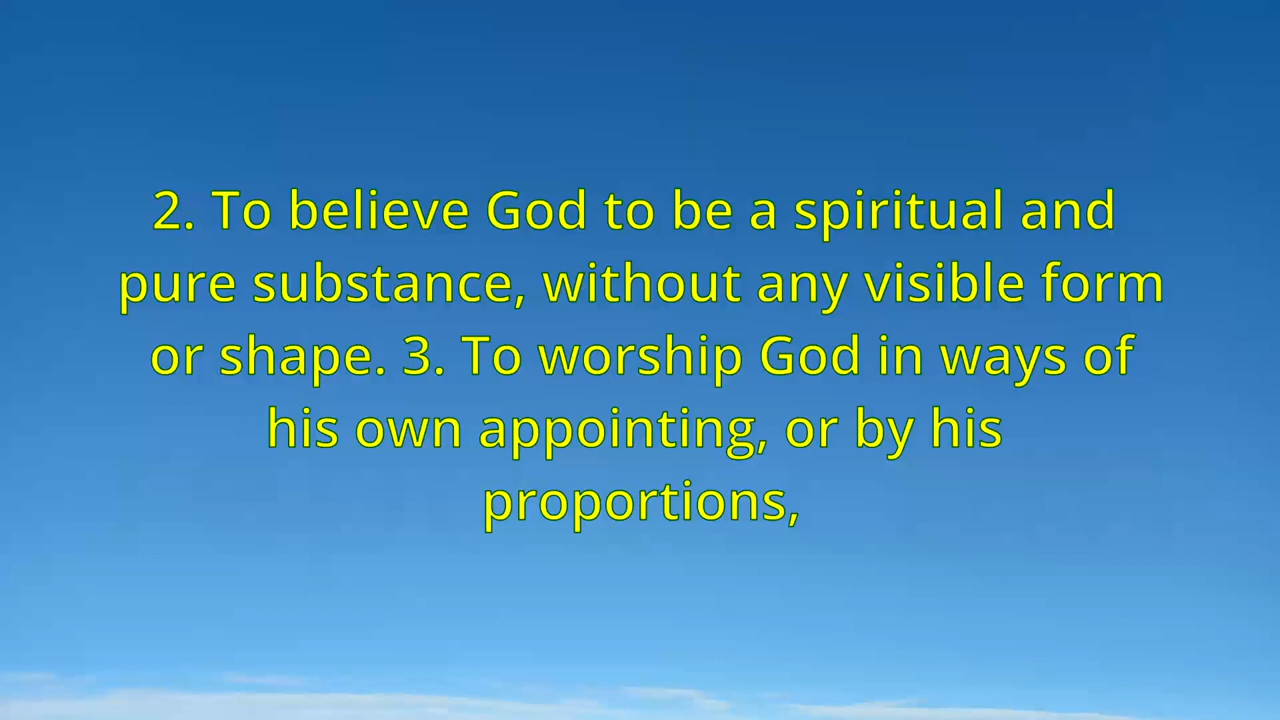 2. To believe God to be a spiritual and
pure substance, without any visible form
or shape. 3. To worship God in ways of
his own appointing, or by his
proportions,